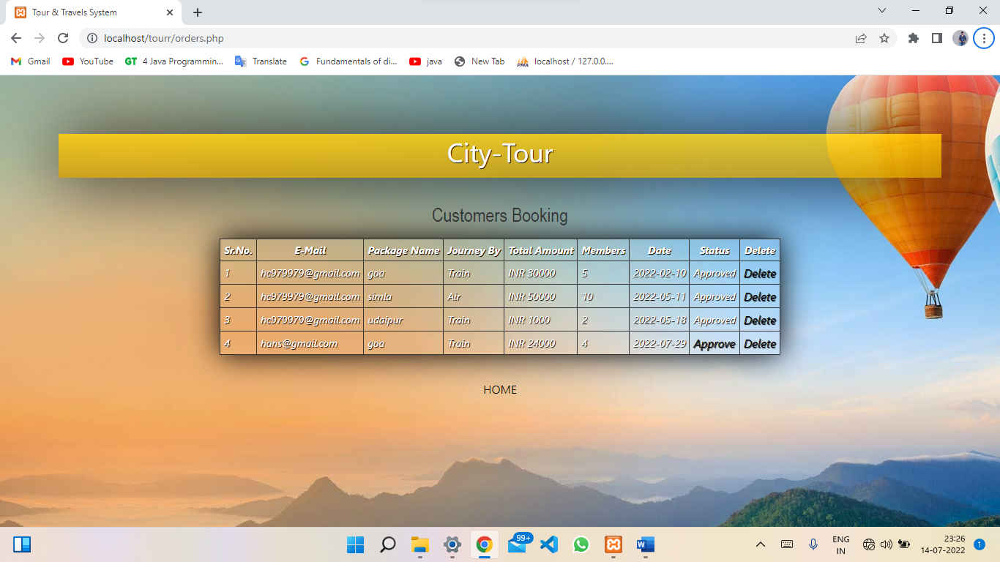 Tour & Travels System
localhost/tourr/orders.php
Gmail YouTube GT 4 Java Programmin... Translate Fundamentals of di... java New Tab PMA localhost / 127.0.0....
City-Tour
Customers Booking
Sr.No. E-Mail Package Name Journey By Total Amount Members Date Status Delete
1 hc979979@gmail.com goa Train INR 30000 5 2022-02-10 Approved Delete
2 hc979979@gmail.com simla Air INR 50000 10 2022-05-11 Approved Delete
3 hc979979@gmail.com udaipur Train INR 1000 2 2022-05-18 Approved Delete
4 hans@gmail.com goa Train INR 24000 4 2022-07-29 Approve Delete
HOME
99+
ENG
IN
23:26
14-07-2022
1